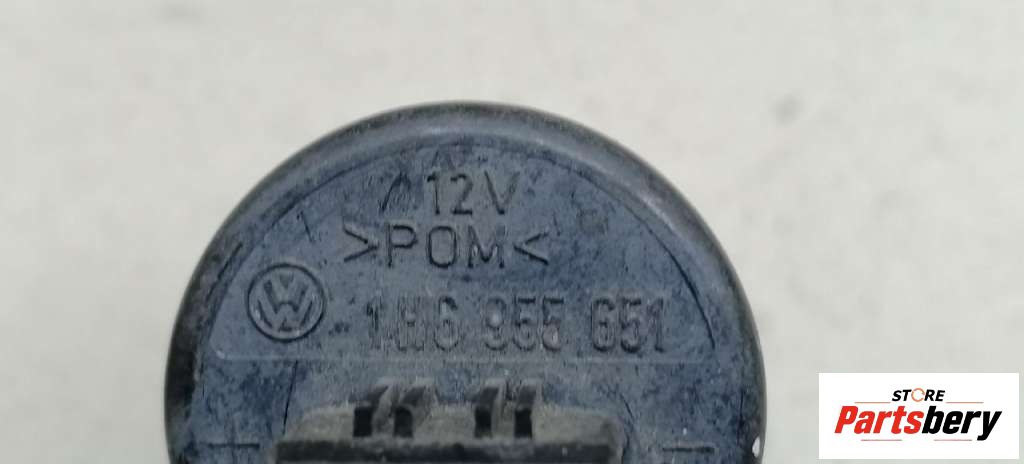 12V
>POM<
1H6 955 651
+ −
STORE
Partsbery